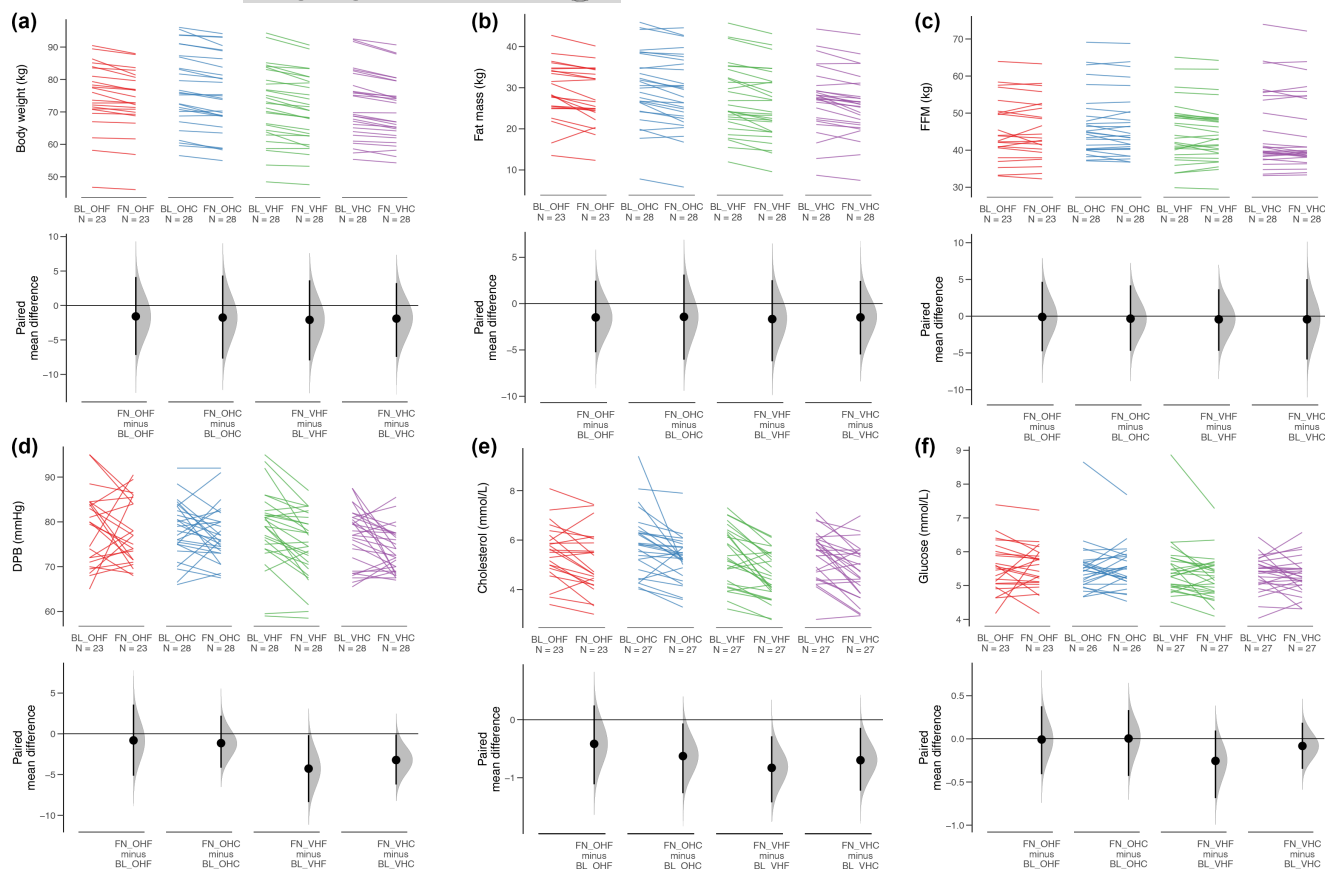 (a)
Body weight (kg)
90
80
70
60
50
BL_OHF FN_OHF BL_OHC FN_OHC BL_VHF FN_VHF BL_VHC FN_VHC
N = 23 N = 23 N = 28 N = 28 N = 28 N = 28 N = 28 N = 28
Paired
mean difference
10
5
0
−5
−10
FN_OHF FN_OHC FN_VHF FN_VHC
minus minus minus minus
BL_OHF BL_OHC BL_VHF BL_VHC
(b)
Fat mass (kg)
40
30
20
10
BL_OHF FN_OHF BL_OHC FN_OHC BL_VHF FN_VHF BL_VHC FN_VHC
N = 23 N = 23 N = 28 N = 28 N = 28 N = 28 N = 28 N = 28
Paired
mean difference
5
0
−5
−10
FN_OHF FN_OHC FN_VHF FN_VHC
minus minus minus minus
BL_OHF BL_OHC BL_VHF BL_VHC
(c)
FFM (kg)
70
60
50
40
30
BL_OHF FN_OHF BL_OHC FN_OHC BL_VHF FN_VHF BL_VHC FN_VHC
N = 23 N = 23 N = 28 N = 28 N = 28 N = 28 N = 28 N = 28
Paired
mean difference
10
5
0
−5
−10
FN_OHF FN_OHC FN_VHF FN_VHC
minus minus minus minus
BL_OHF BL_OHC BL_VHF BL_VHC
(d)
DPB (mmHg)
90
80
70
60
BL_OHF FN_OHF BL_OHC FN_OHC BL_VHF FN_VHF BL_VHC FN_VHC
N = 23 N = 23 N = 28 N = 28 N = 28 N = 28 N = 28 N = 28
Paired
mean difference
5
0
−5
−10
FN_OHF FN_OHC FN_VHF FN_VHC
minus minus minus minus
BL_OHF BL_OHC BL_VHF BL_VHC
(e)
Cholesterol (mmol/L)
8
6
4
BL_OHF FN_OHF BL_OHC FN_OHC BL_VHF FN_VHF BL_VHC FN_VHC
N = 23 N = 23 N = 27 N = 27 N = 27 N = 27 N = 27 N = 27
Paired
mean difference
0
−1
FN_OHF FN_OHC FN_VHF FN_VHC
minus minus minus minus
BL_OHF BL_OHC BL_VHF BL_VHC
(f)
Glucose (mmol/L)
9
8
7
6
5
4
BL_OHF FN_OHF BL_OHC FN_OHC BL_VHF FN_VHF BL_VHC FN_VHC
N = 23 N = 23 N = 26 N = 26 N = 27 N = 27 N = 27 N = 27
Paired
mean difference
0.5
0.0
−0.5
−1.0
FN_OHF FN_OHC FN_VHF FN_VHC
minus minus minus minus
BL_OHF BL_OHC BL_VHF BL_VHC